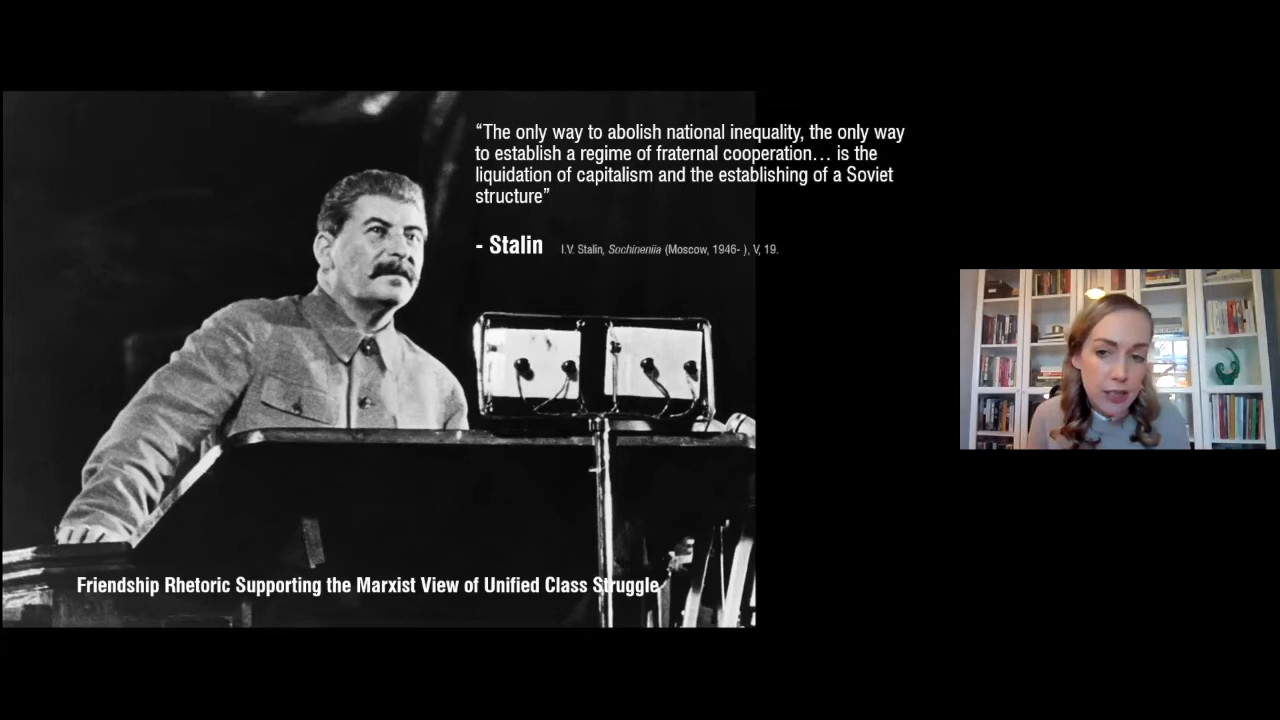 “The only way to abolish national inequality, the only way
to establish a regime of fraternal cooperation… is the
liquidation of capitalism and the establishing of a Soviet
structure”
- Stalin I.V. Stalin, Sochineniia (Moscow, 1946- ), V, 19.
Friendship Rhetoric Supporting the Marxist View of Unified Class Struggle